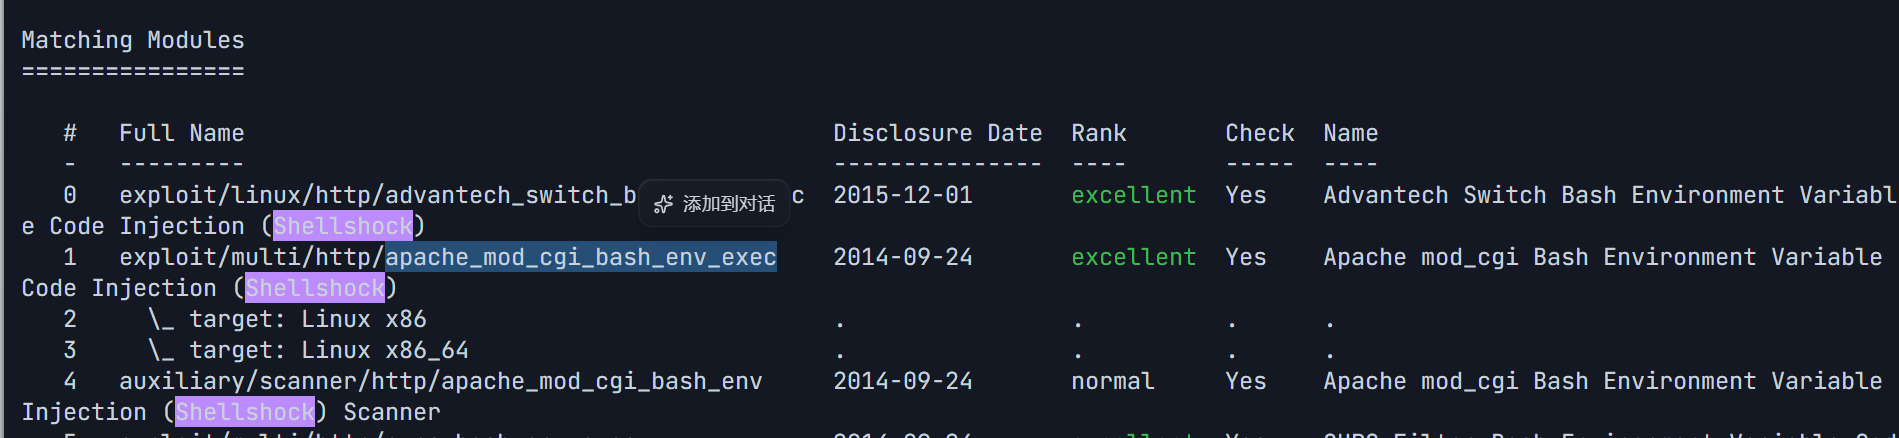 Matching Modules
================
# Full Name Disclosure Date Rank Check Name
- --------- --------------- ---- ----- ----
0 exploit/linux/http/advantech_switch_b 添加到对话 c 2015-12-01 excellent Yes Advantech Switch Bash Environment Variabl
e Code Injection (Shellshock)
1 exploit/multi/http/apache_mod_cgi_bash_env_exec 2014-09-24 excellent Yes Apache mod_cgi Bash Environment Variable
Code Injection (Shellshock)
2 \_ target: Linux x86 . . . .
3 \_ target: Linux x86_64 . . . .
4 auxiliary/scanner/http/apache_mod_cgi_bash_env 2014-09-24 normal Yes Apache mod_cgi Bash Environment Variable
Injection (Shellshock) Scanner